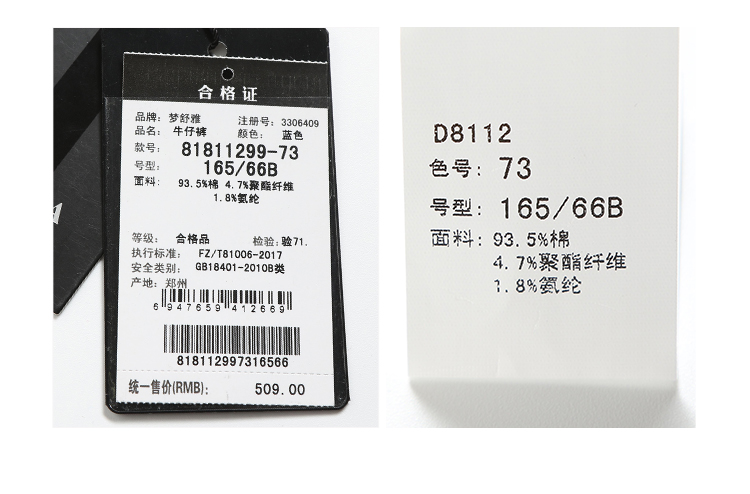 合格证
品牌: 梦舒雅 注册号: 3306409
品名: 牛仔裤 颜色: 蓝色
款号: 81811299-73
号型: 165/66B
面料: 93.5%棉 4.7%聚酯纤维
1.8%氨纶
等级: 合格品 检验:验71.
执行标准: FZ/T81006-2017
安全类别: GB18401-2010B类
产地: 郑州
6 947659 412669
818112997316566
统一售价(RMB): 509.00
D8112
色号: 73
号型: 165/66B
面料: 93.5%棉
4.7%聚酯纤维
1.8%氨纶